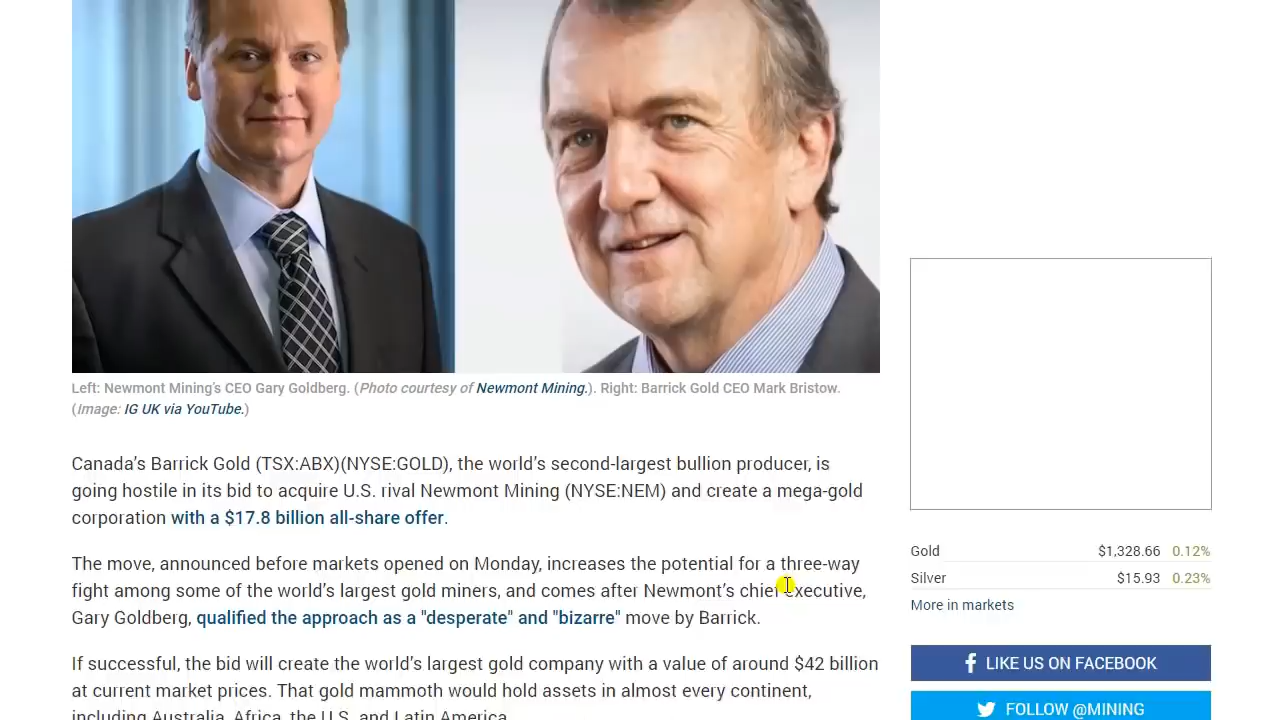 Left: Newmont Mining's CEO Gary Goldberg. (Photo courtesy of Newmont Mining.). Right: Barrick Gold CEO Mark Bristow.
(Image: IG UK via YouTube.)
Canada's Barrick Gold (TSX:ABX)(NYSE:GOLD), the world's second-largest bullion producer, is
going hostile in its bid to acquire U.S. rival Newmont Mining (NYSE:NEM) and create a mega-gold
corporation with a $17.8 billion all-share offer.
The move, announced before markets opened on Monday, increases the potential for a three-way
fight among some of the world's largest gold miners, and comes after Newmont's chief executive,
Gary Goldberg, qualified the approach as a "desperate" and "bizarre" move by Barrick.
If successful, the bid will create the world's largest gold company with a value of around $42 billion
at current market prices. That gold mammoth would hold assets in almost every continent,
including Australia, Africa, the U.S. and Latin America.
Gold $1,328.66 0.12%
Silver $15.93 0.23%
More in markets
LIKE US ON FACEBOOK
FOLLOW @MINING